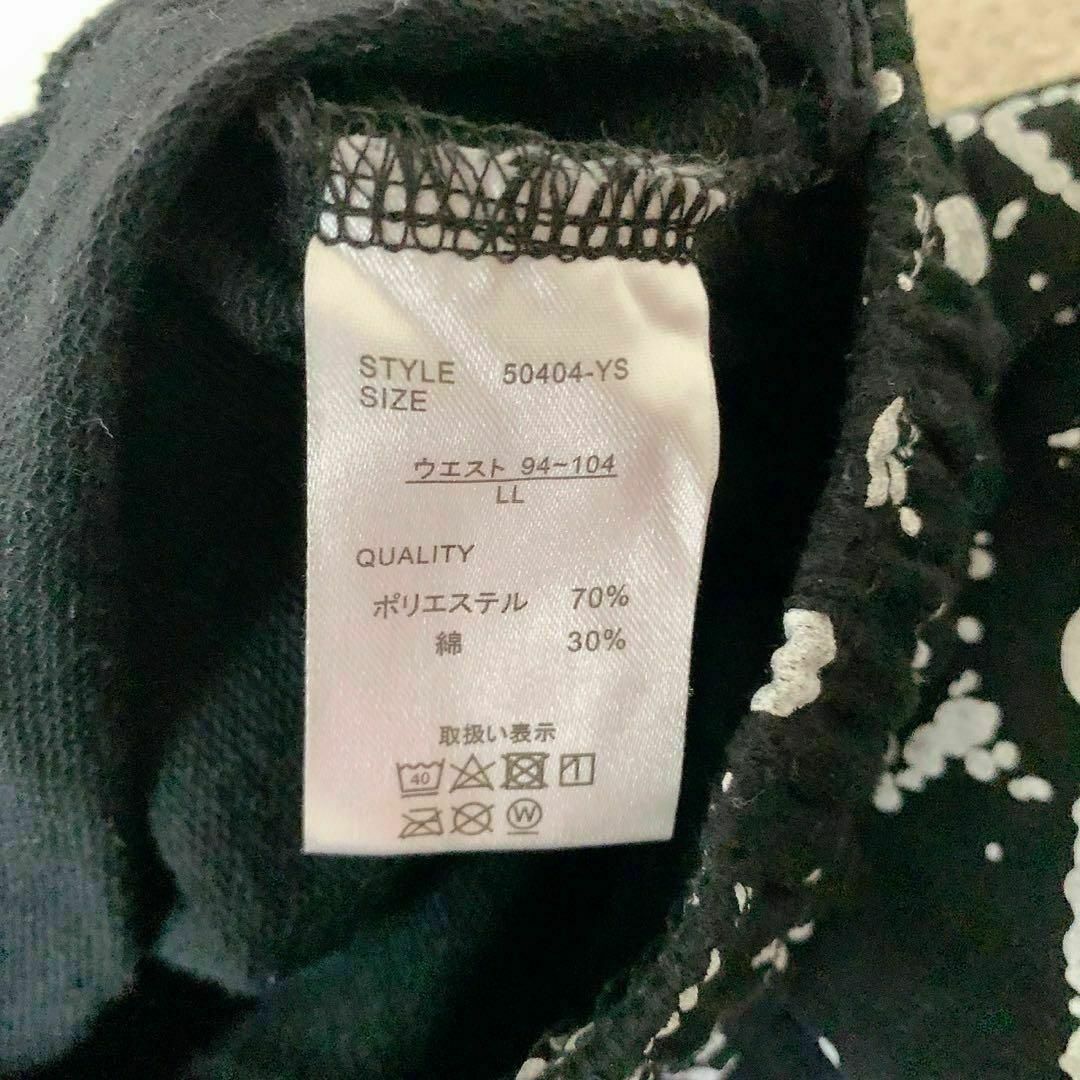 STYLE 50404-YS
SIZE
ウエスト 94~104
LL
QUALITY
ポリエステル 70%
綿 30%
取扱い表示
40
W